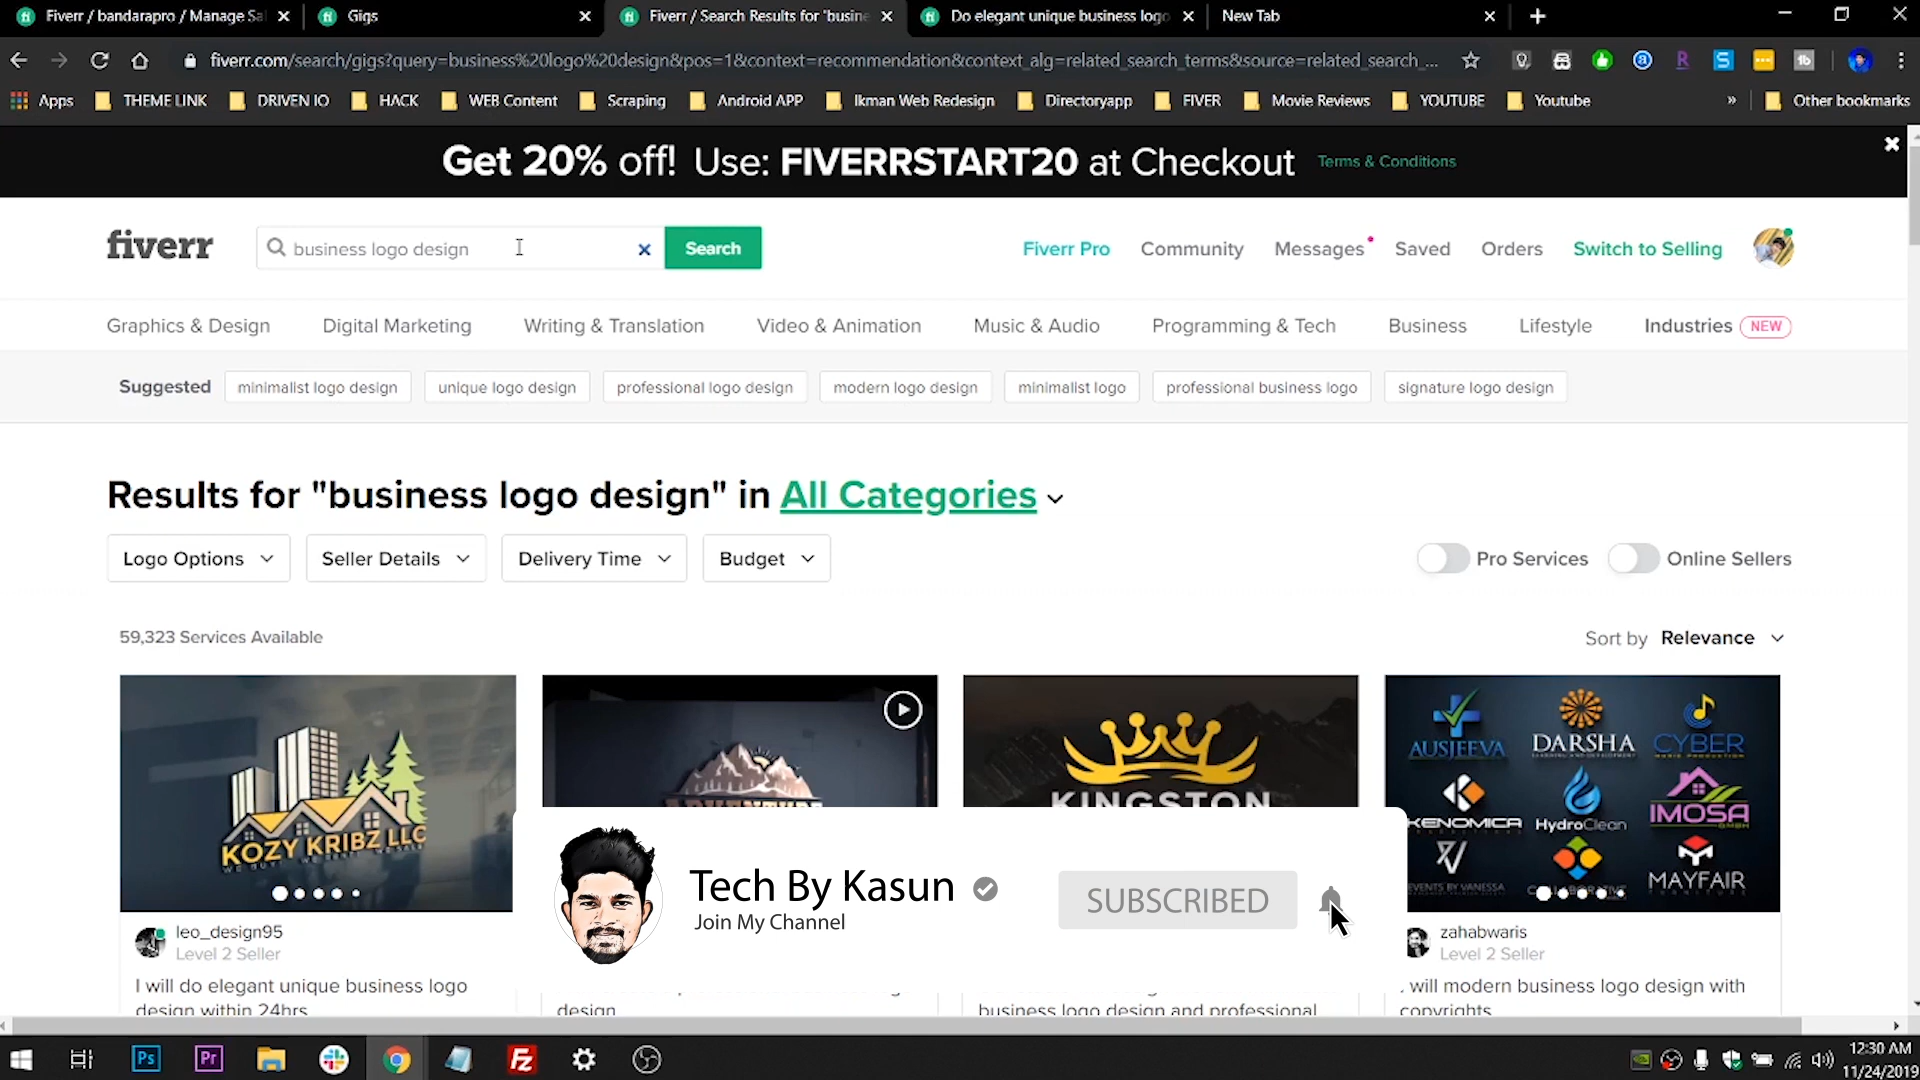 Fiverr / bandarapro / Manage Sal
Gigs
Fiverr / Search Results for 'busine
Do elegant unique business logo
New Tab
fiverr.com/search/gigs?query=business%20logo%20design&pos=1&context=recommendation&context_alg=related_search_terms&source=related_search_...
Apps
THEME LINK
DRIVEN IO
HACK
WEB Content
Scraping
Android APP
Ikman Web Redesign
Directoryapp
FIVER
Movie Reviews
YOUTUBE
Youtube
»
Other bookmarks
Get 20% off! Use: FIVERRSTART20 at Checkout Terms & Conditions
fiverr
business logo design
Search
Fiverr Pro
Community
Messages
Saved
Orders
Switch to Selling
Graphics & Design
Digital Marketing
Writing & Translation
Video & Animation
Music & Audio
Programming & Tech
Business
Lifestyle
Industries NEW
Suggested
minimalist logo design
unique logo design
professional logo design
modern logo design
minimalist logo
professional business logo
signature logo design
Results for "business logo design" in All Categories
Logo Options
Seller Details
Delivery Time
Budget
Pro Services
Online Sellers
59,323 Services Available
Sort by Relevance
KOZY KRIBZ LLC
KINGSTON
AUSJEEVA
DARSHA
CYBER
KENOMICA
HydroClean
IMOSA
EVENTS BY VANESSA
MAYFAIR
Tech By Kasun
Join My Channel
SUBSCRIBED
leo_design95
Level 2 Seller
I will do elegant unique business logo
design within 24hrs
design
business logo design and professional
zahabwaris
Level 2 Seller
will modern business logo design with
copyrights
Ps
Pr
Fz
12:30 AM
11/24/2019